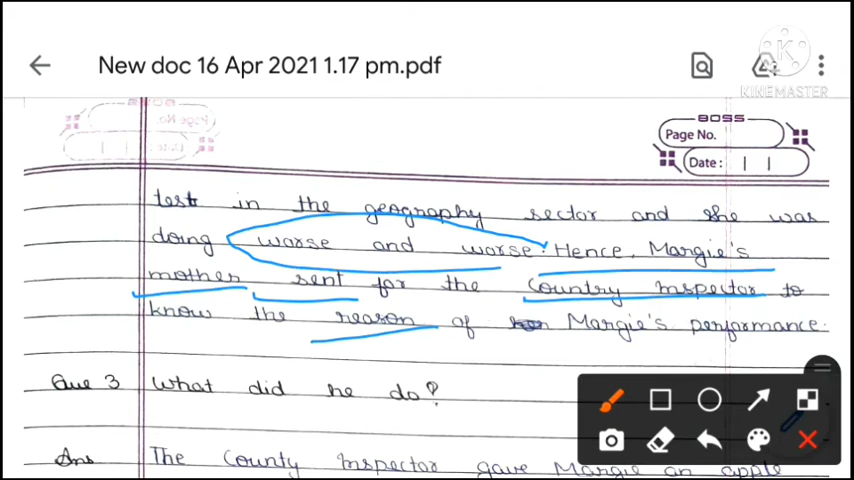 New doc 16 Apr 2021 1.17 pm.pdf
K
KINEMASTER
BOSS
Page No.
Date :
test in the geography sector and she was
doing worse and worse. Hence, Margie's
mother sent for the Country Inspector to
know the reason of Margie's performance.
Que 3 What did he do?
Ans The County Inspector gave Margie an apple